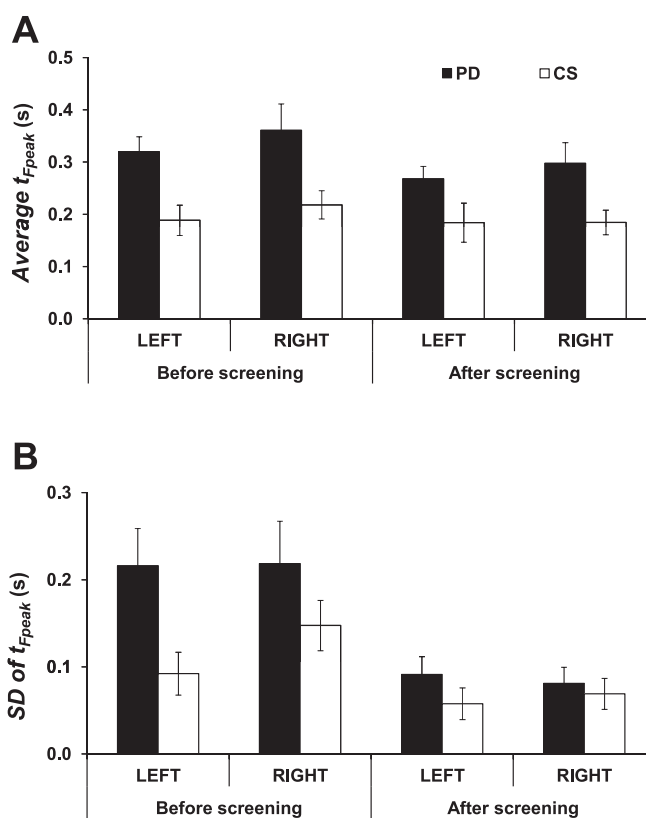 A
Average tFpeak (s)
0.5
0.4
0.3
0.2
0.1
0.0
PD CS
LEFT RIGHT LEFT RIGHT
Before screening After screening
B
SD of tFpeak (s)
0.3
0.2
0.1
0.0
LEFT RIGHT LEFT RIGHT
Before screening After screening